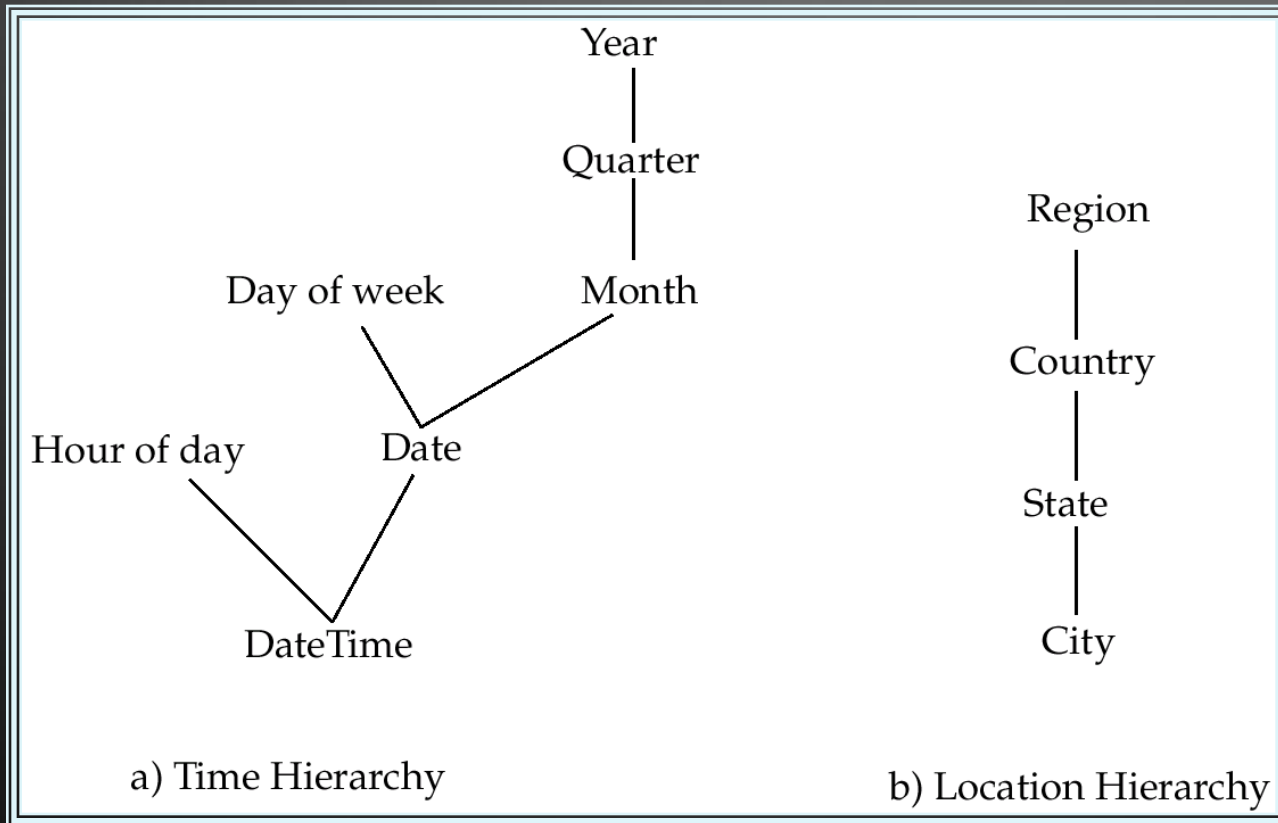 Year
Quarter
Region
Day of week
Month
Country
Hour of day
Date
State
DateTime
City
a) Time Hierarchy
b) Location Hierarchy